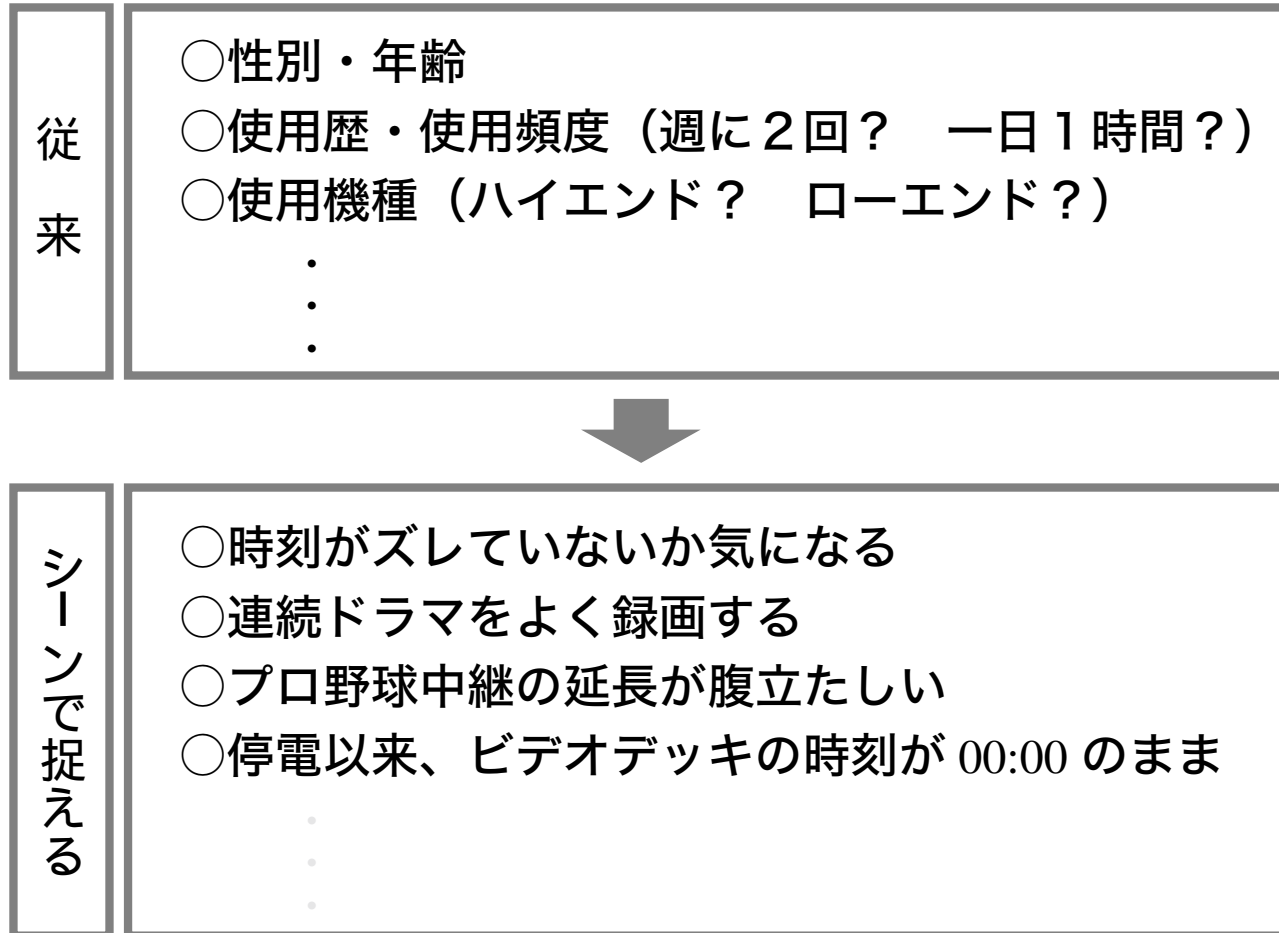 従来
○性別・年齢
○使用歴・使用頻度（週に２回？　一日１時間？）
○使用機種（ハイエンド？　ローエンド？）
・
・
・
シーンで捉える
○時刻がズレていないか気になる
○連続ドラマをよく録画する
○プロ野球中継の延長が腹立たしい
○停電以来、ビデオデッキの時刻が 00:00 のまま
・
・
・